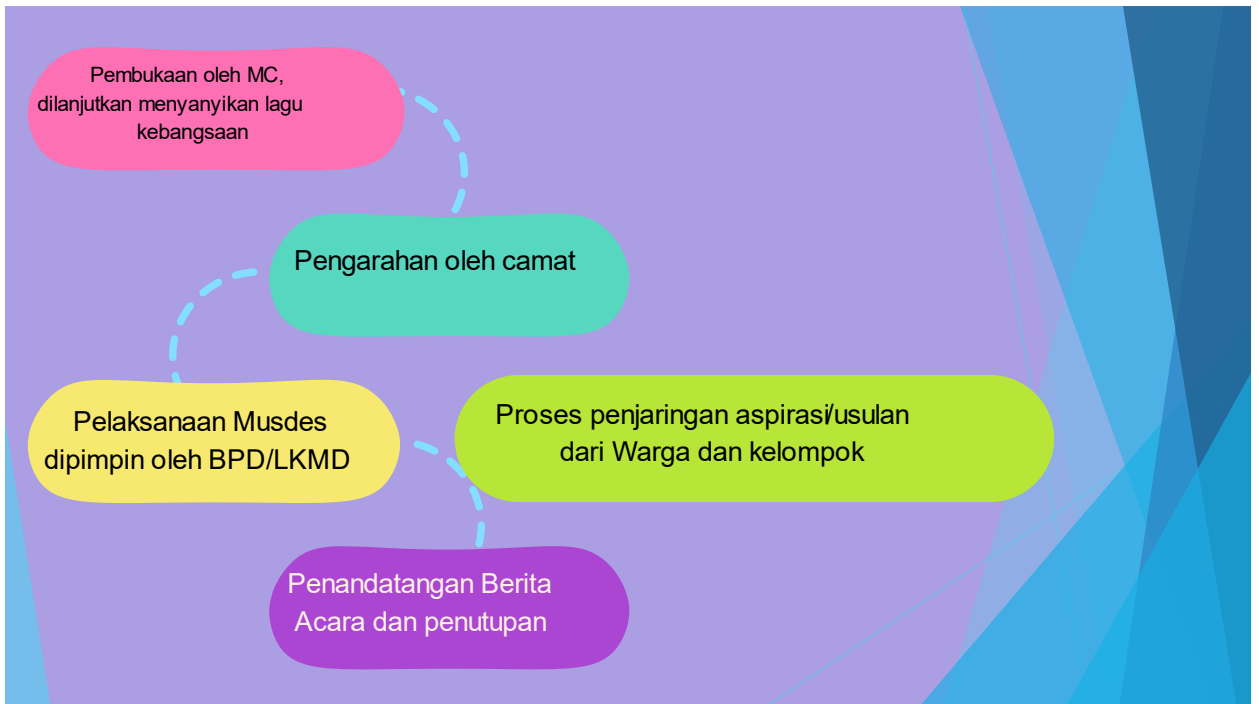 Pembukaan oleh MC,
dilanjutkan menyanyikan lagu
kebangsaan
Pengarahan oleh camat
Pelaksanaan Musdes
dipimpin oleh BPD/LKMD
Proses penjaringan aspirasi/usulan
dari Warga dan kelompok
Penandatangan Berita
Acara dan penutupan